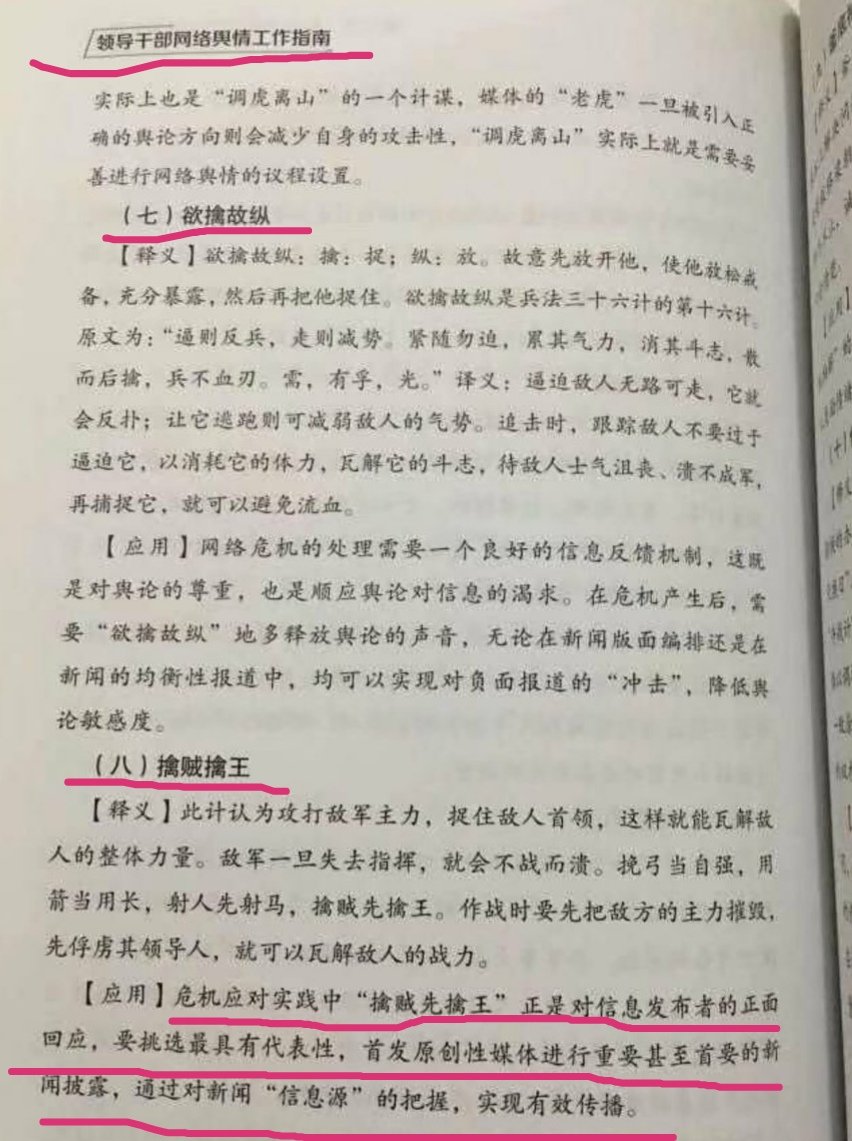 领导干部网络舆情工作指南
实际上也是“调虎离山”的一个计谋，媒体的“老虎”一旦被引入正
确的舆论方向则会减少自身的攻击性，“调虎离山”实际上就是需要妥
善进行网络舆情的议程设置。
（七）欲擒故纵
【释义】欲擒故纵：擒：捉；纵：放。故意先放开他，使他放松戒
备，充分暴露，然后再把他捉住。欲擒故纵是兵法三十六计的第十六计。
原文为：“逼则反兵，走则减势。紧随勿迫，累其气力，消其斗志，散
而后擒，兵不血刃。需，有孚，光。”译义：逼迫敌人无路可走，它就
会反扑；让它逃跑则可减弱敌人的气势。追击时，跟踪敌人不要过于
逼迫它，以消耗它的体力，瓦解它的斗志，待敌人士气沮丧、溃不成军，
再捕捉它，就可以避免流血。
【应用】网络危机的处理需要一个良好的信息反馈机制，这既
是对舆论的尊重，也是顺应舆论对信息的渴求。在危机产生后，需
要“欲擒故纵”地多释放舆论的声音，无论在新闻版面编排还是在
新闻的均衡性报道中，均可以实现对负面报道的“冲击”，降低舆
论敏感度。
（八）擒贼擒王
【释义】此计认为攻打敌军主力，捉住敌人首领，这样就能瓦解敌
人的整体力量。敌军一旦失去指挥，就会不战而溃。挽弓当自强，用
箭当用长，射人先射马，擒贼先擒王。作战时要先把敌方的主力摧毁，
先俘虏其领导人，就可以瓦解敌人的战力。
【应用】危机应对实践中“擒贼先擒王”正是对信息发布者的正面
回应，要挑选最具有代表性，首发原创性媒体进行重要甚至首要的新
闻披露，通过对新闻“信息源”的把握，实现有效传播。